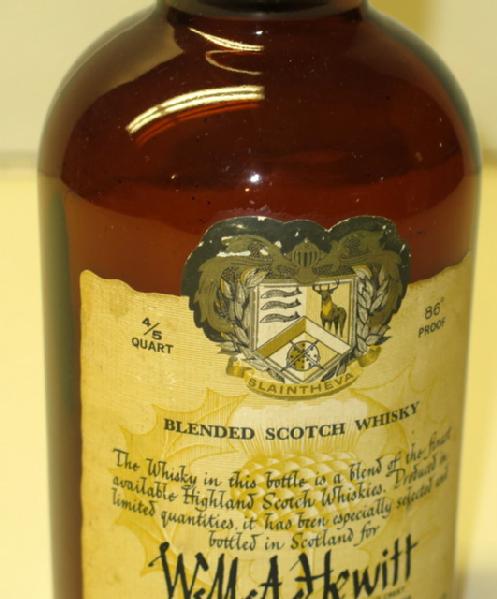 SLAINTHEVA
4/5
QUART
86°
PROOF
BLENDED SCOTCH WHISKY
The Whisky in this bottle is a blend of the finest
available Highland Scotch Whiskies. Produced in
limited quantities, it has been especially selected and
bottled in Scotland for
Wm. A. Hewitt